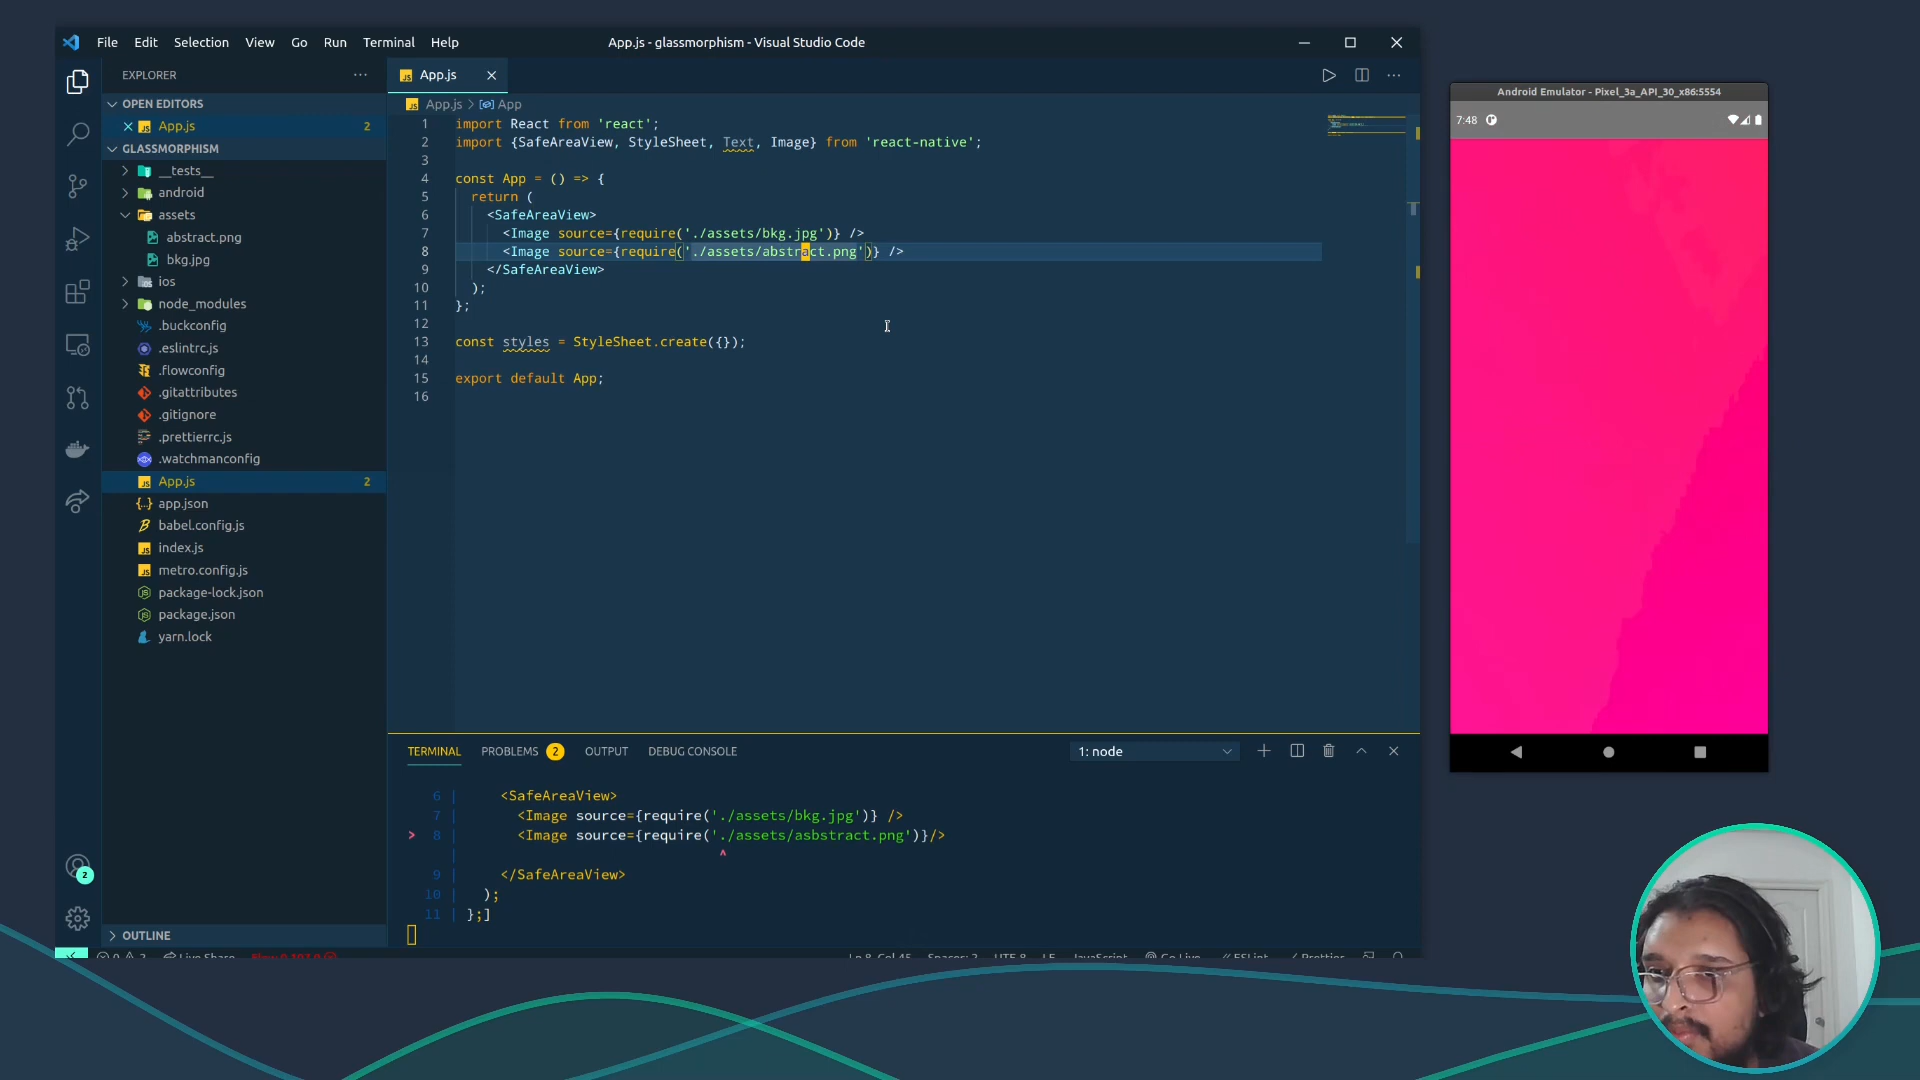 File Edit Selection View Go Run Terminal Help
App.js - glassmorphism - Visual Studio Code
EXPLORER
OPEN EDITORS
App.js 2
GLASSMORPHISM
__tests__
android
assets
abstract.png
bkg.jpg
ios
node_modules
.buckconfig
.eslintrc.js
.flowconfig
.gitattributes
.gitignore
.prettierrc.js
.watchmanconfig
App.js 2
app.json
babel.config.js
index.js
metro.config.js
package-lock.json
package.json
yarn.lock
OUTLINE
2
App.js
App.js > App
1 import React from 'react';
2 import {SafeAreaView, StyleSheet, Text, Image} from 'react-native';
3
4 const App = () => {
5 return (
6 <SafeAreaView>
7 <Image source={require('./assets/bkg.jpg')} />
8 <Image source={require('./assets/abstract.png')} />
9 </SafeAreaView>
10 );
11 };
12
13 const styles = StyleSheet.create({});
14
15 export default App;
16
TERMINAL PROBLEMS 2 OUTPUT DEBUG CONSOLE
1: node
6 | <SafeAreaView>
7 | <Image source={require('./assets/bkg.jpg')} />
> 8 | <Image source={require('./assets/asbstract.png')}/>
| ^
9 | </SafeAreaView>
10 | );
11 | };]
Android Emulator - Pixel_3a_API_30_x86:5554
7:48